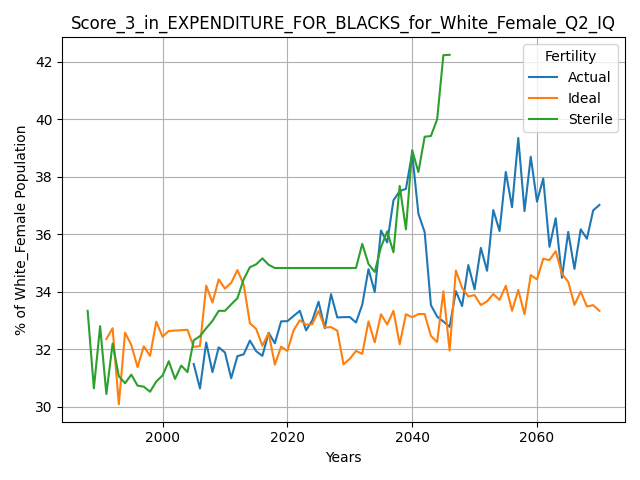 Score_3_in_EXPENDITURE_FOR_BLACKS_for_White_Female_Q2_IQ
Fertility
Actual
Ideal
Sterile
% of White_Female Population
42
40
38
36
34
32
30
2000
2020
2040
2060
Years